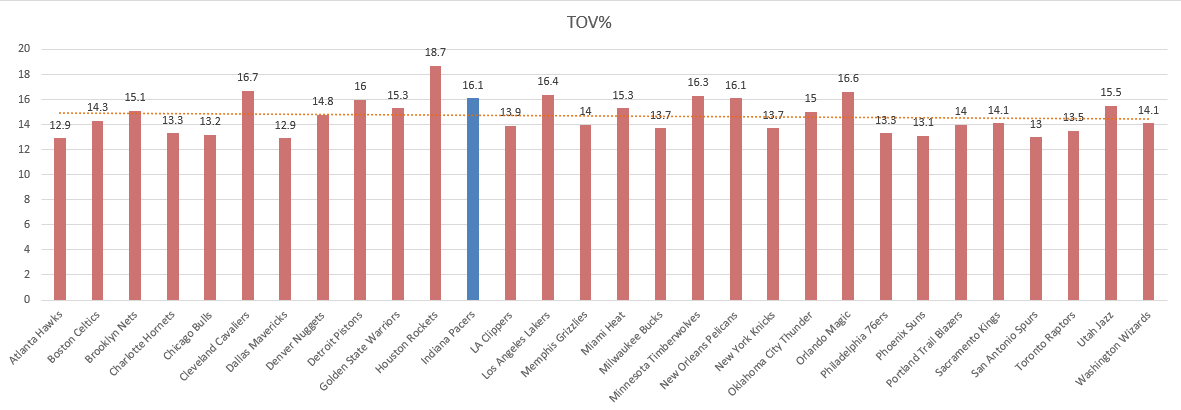 TOV%
20
18
16
14
12
10
8
6
4
2
0
12.9
14.3
15.1
13.3
13.2
16.7
12.9
14.8
16
15.3
18.7
16.1
13.9
16.4
14
15.3
13.7
16.3
16.1
13.7
15
16.6
13.3
13.1
14
14.1
13
13.5
15.5
14.1
Atlanta Hawks
Boston Celtics
Brooklyn Nets
Charlotte Hornets
Chicago Bulls
Cleveland Cavaliers
Dallas Mavericks
Denver Nuggets
Detroit Pistons
Golden State Warriors
Houston Rockets
Indiana Pacers
LA Clippers
Los Angeles Lakers
Memphis Grizzlies
Miami Heat
Milwaukee Bucks
Minnesota Timberwolves
New Orleans Pelicans
New York Knicks
Oklahoma City Thunder
Orlando Magic
Philadelphia 76ers
Phoenix Suns
Portland Trail Blazers
Sacramento Kings
San Antonio Spurs
Toronto Raptors
Utah Jazz
Washington Wizards